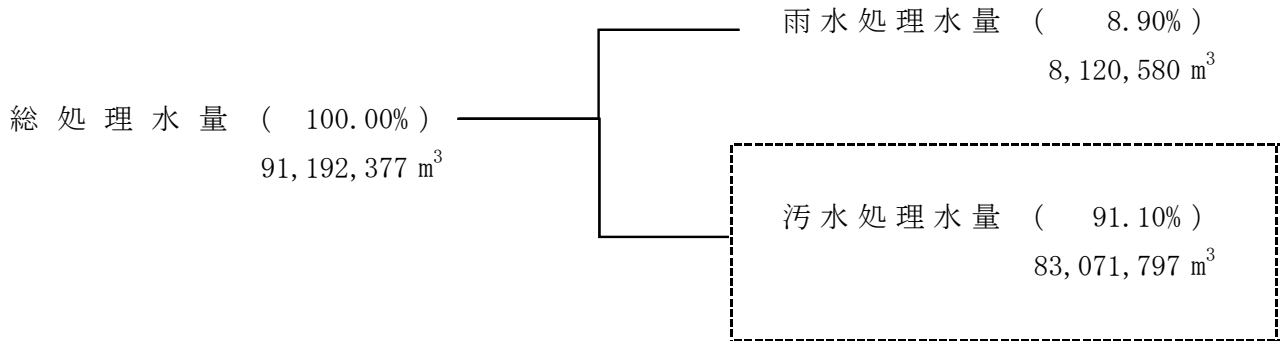 雨水処理水量 ( 8.90%)
8,120,580 m³
総処理水量 ( 100.00%)
91,192,377 m³
汚水処理水量 ( 91.10%)
83,071,797 m³